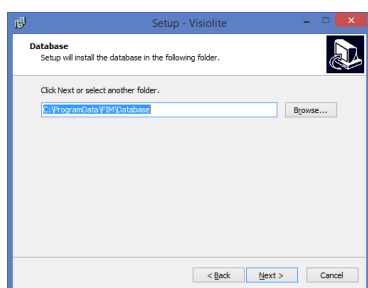 Setup - Visiolite
Database
Setup will install the database in the following folder.
Click Next or select another folder.
C:\ProgramData\FIM\Database
Browse...
< Back
Next >
Cancel